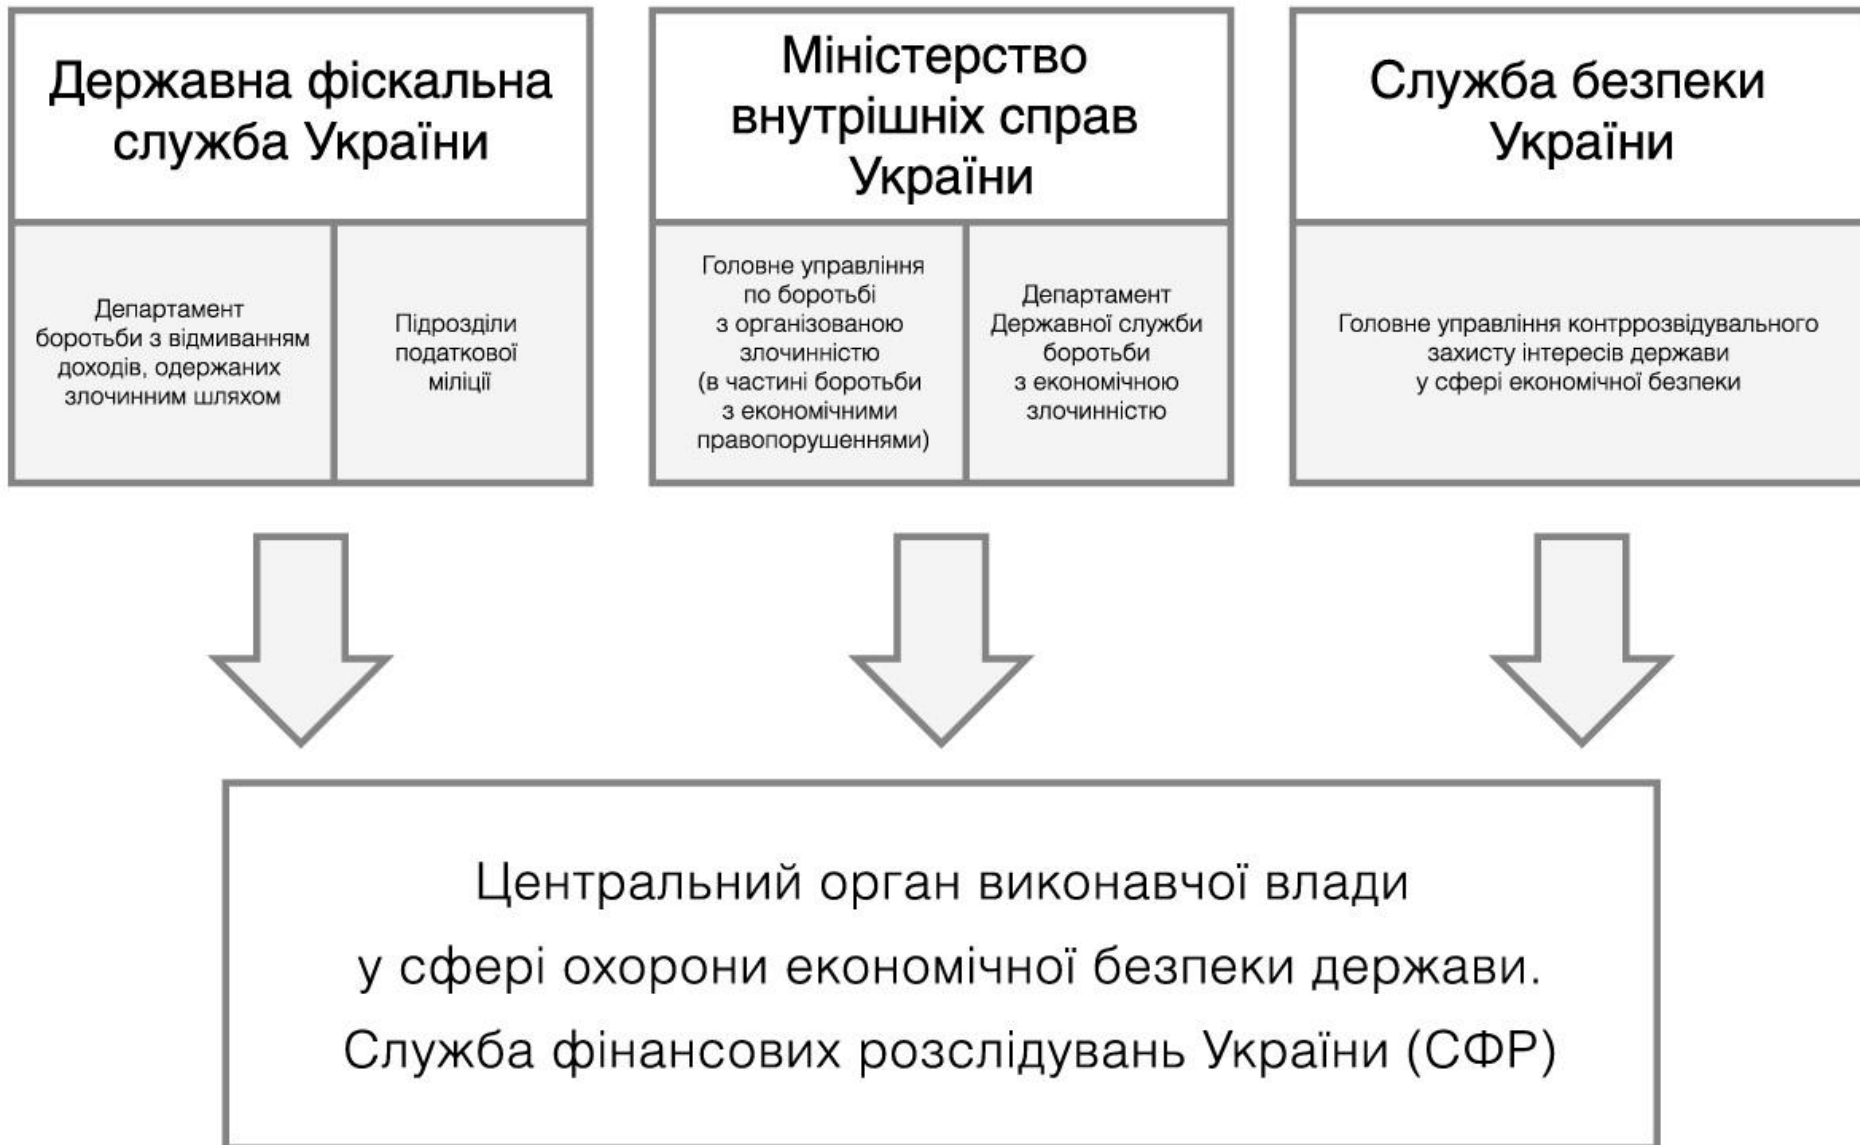 Державна фіскальна
служба України
Міністерство
внутрішніх справ
України
Служба безпеки
України
Департамент
боротьби з відмиванням
доходів, одержаних
злочинним шляхом
Підрозділи
податкової
міліції
Головне управління
по боротьбі
з організованою
злочинністю
(в частині боротьби
з економічними
правопорушеннями)
Департамент
Державної служби
боротьби
з економічною
злочинністю
Головне управління контррозвідувального
захисту інтересів держави
у сфері економічної безпеки
Центральний орган виконавчої влади
у сфері охорони економічної безпеки держави.
Служба фінансових розслідувань України (СФР)